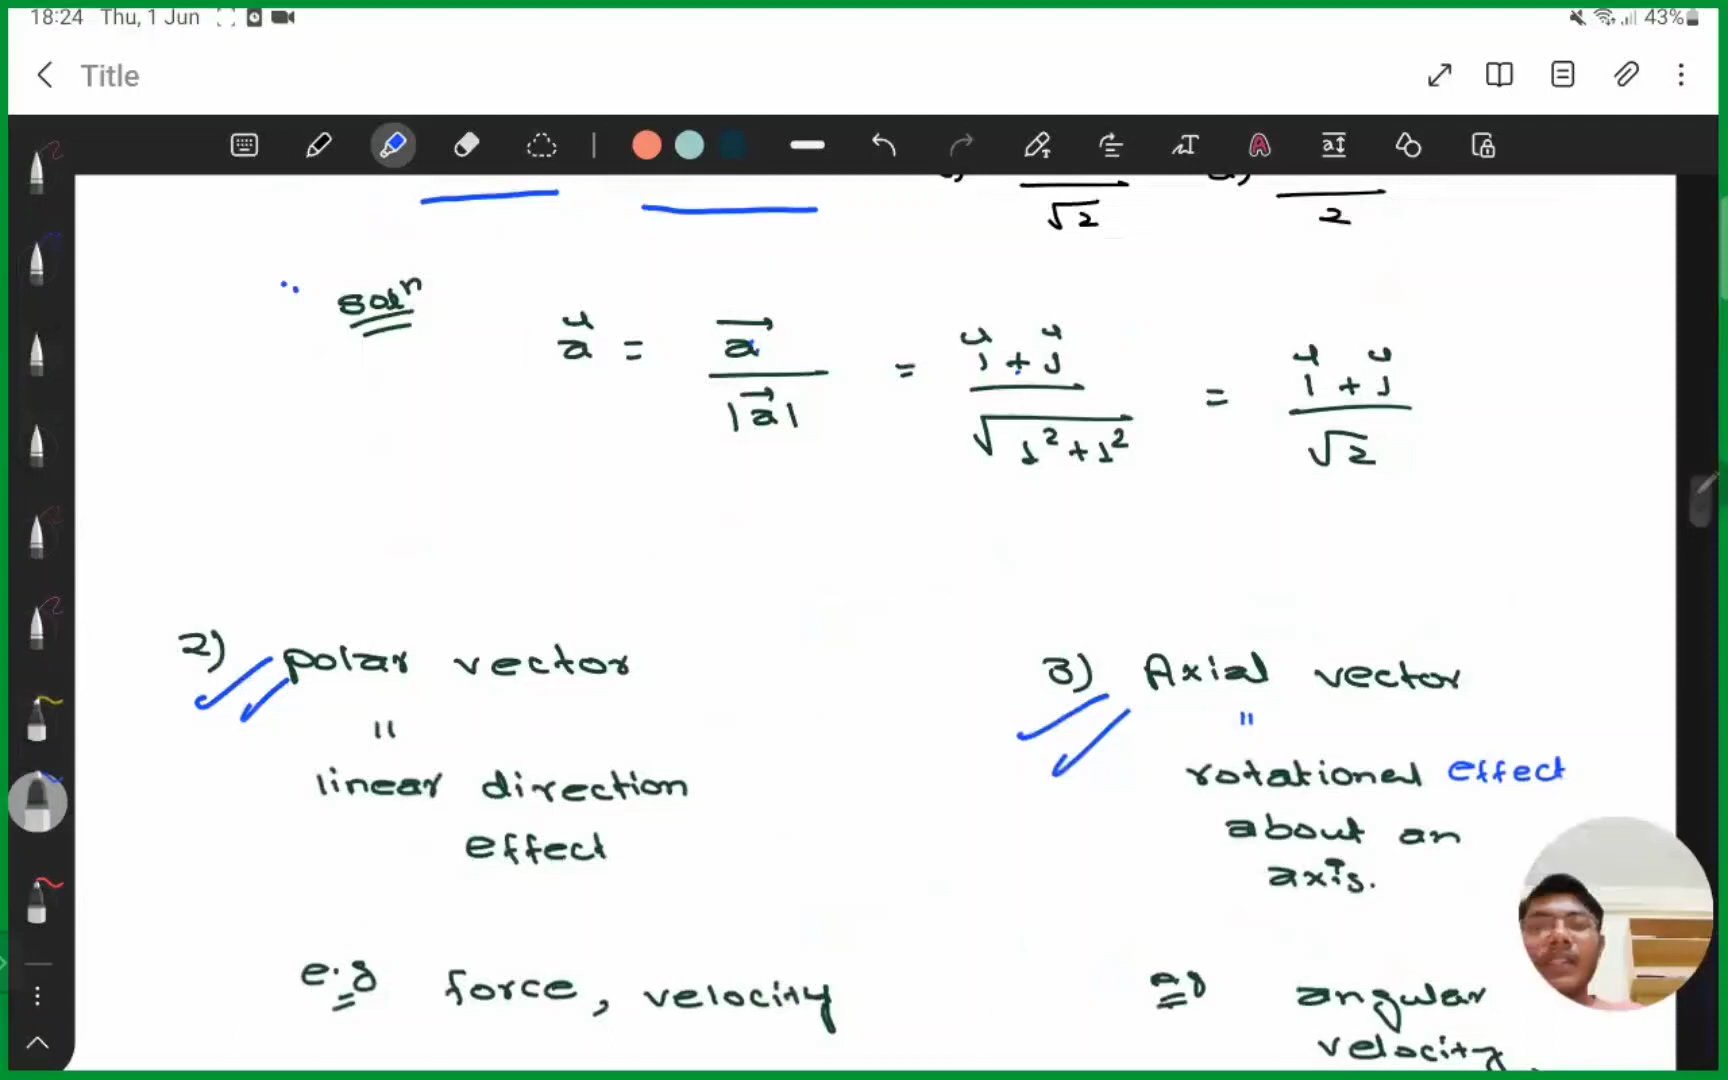 18:24 Thu, 1 Jun
43%
Title
√2
2
solⁿ
â = a⃗ / |a⃗| = (î + ĵ) / √(1² + 1²) = (î + ĵ) / √2
2) polar vector
"
linear direction
effect
e.g force, velocity
3) Axial vector
"
rotational effect
about an
axis.
e.g angular
velocity,